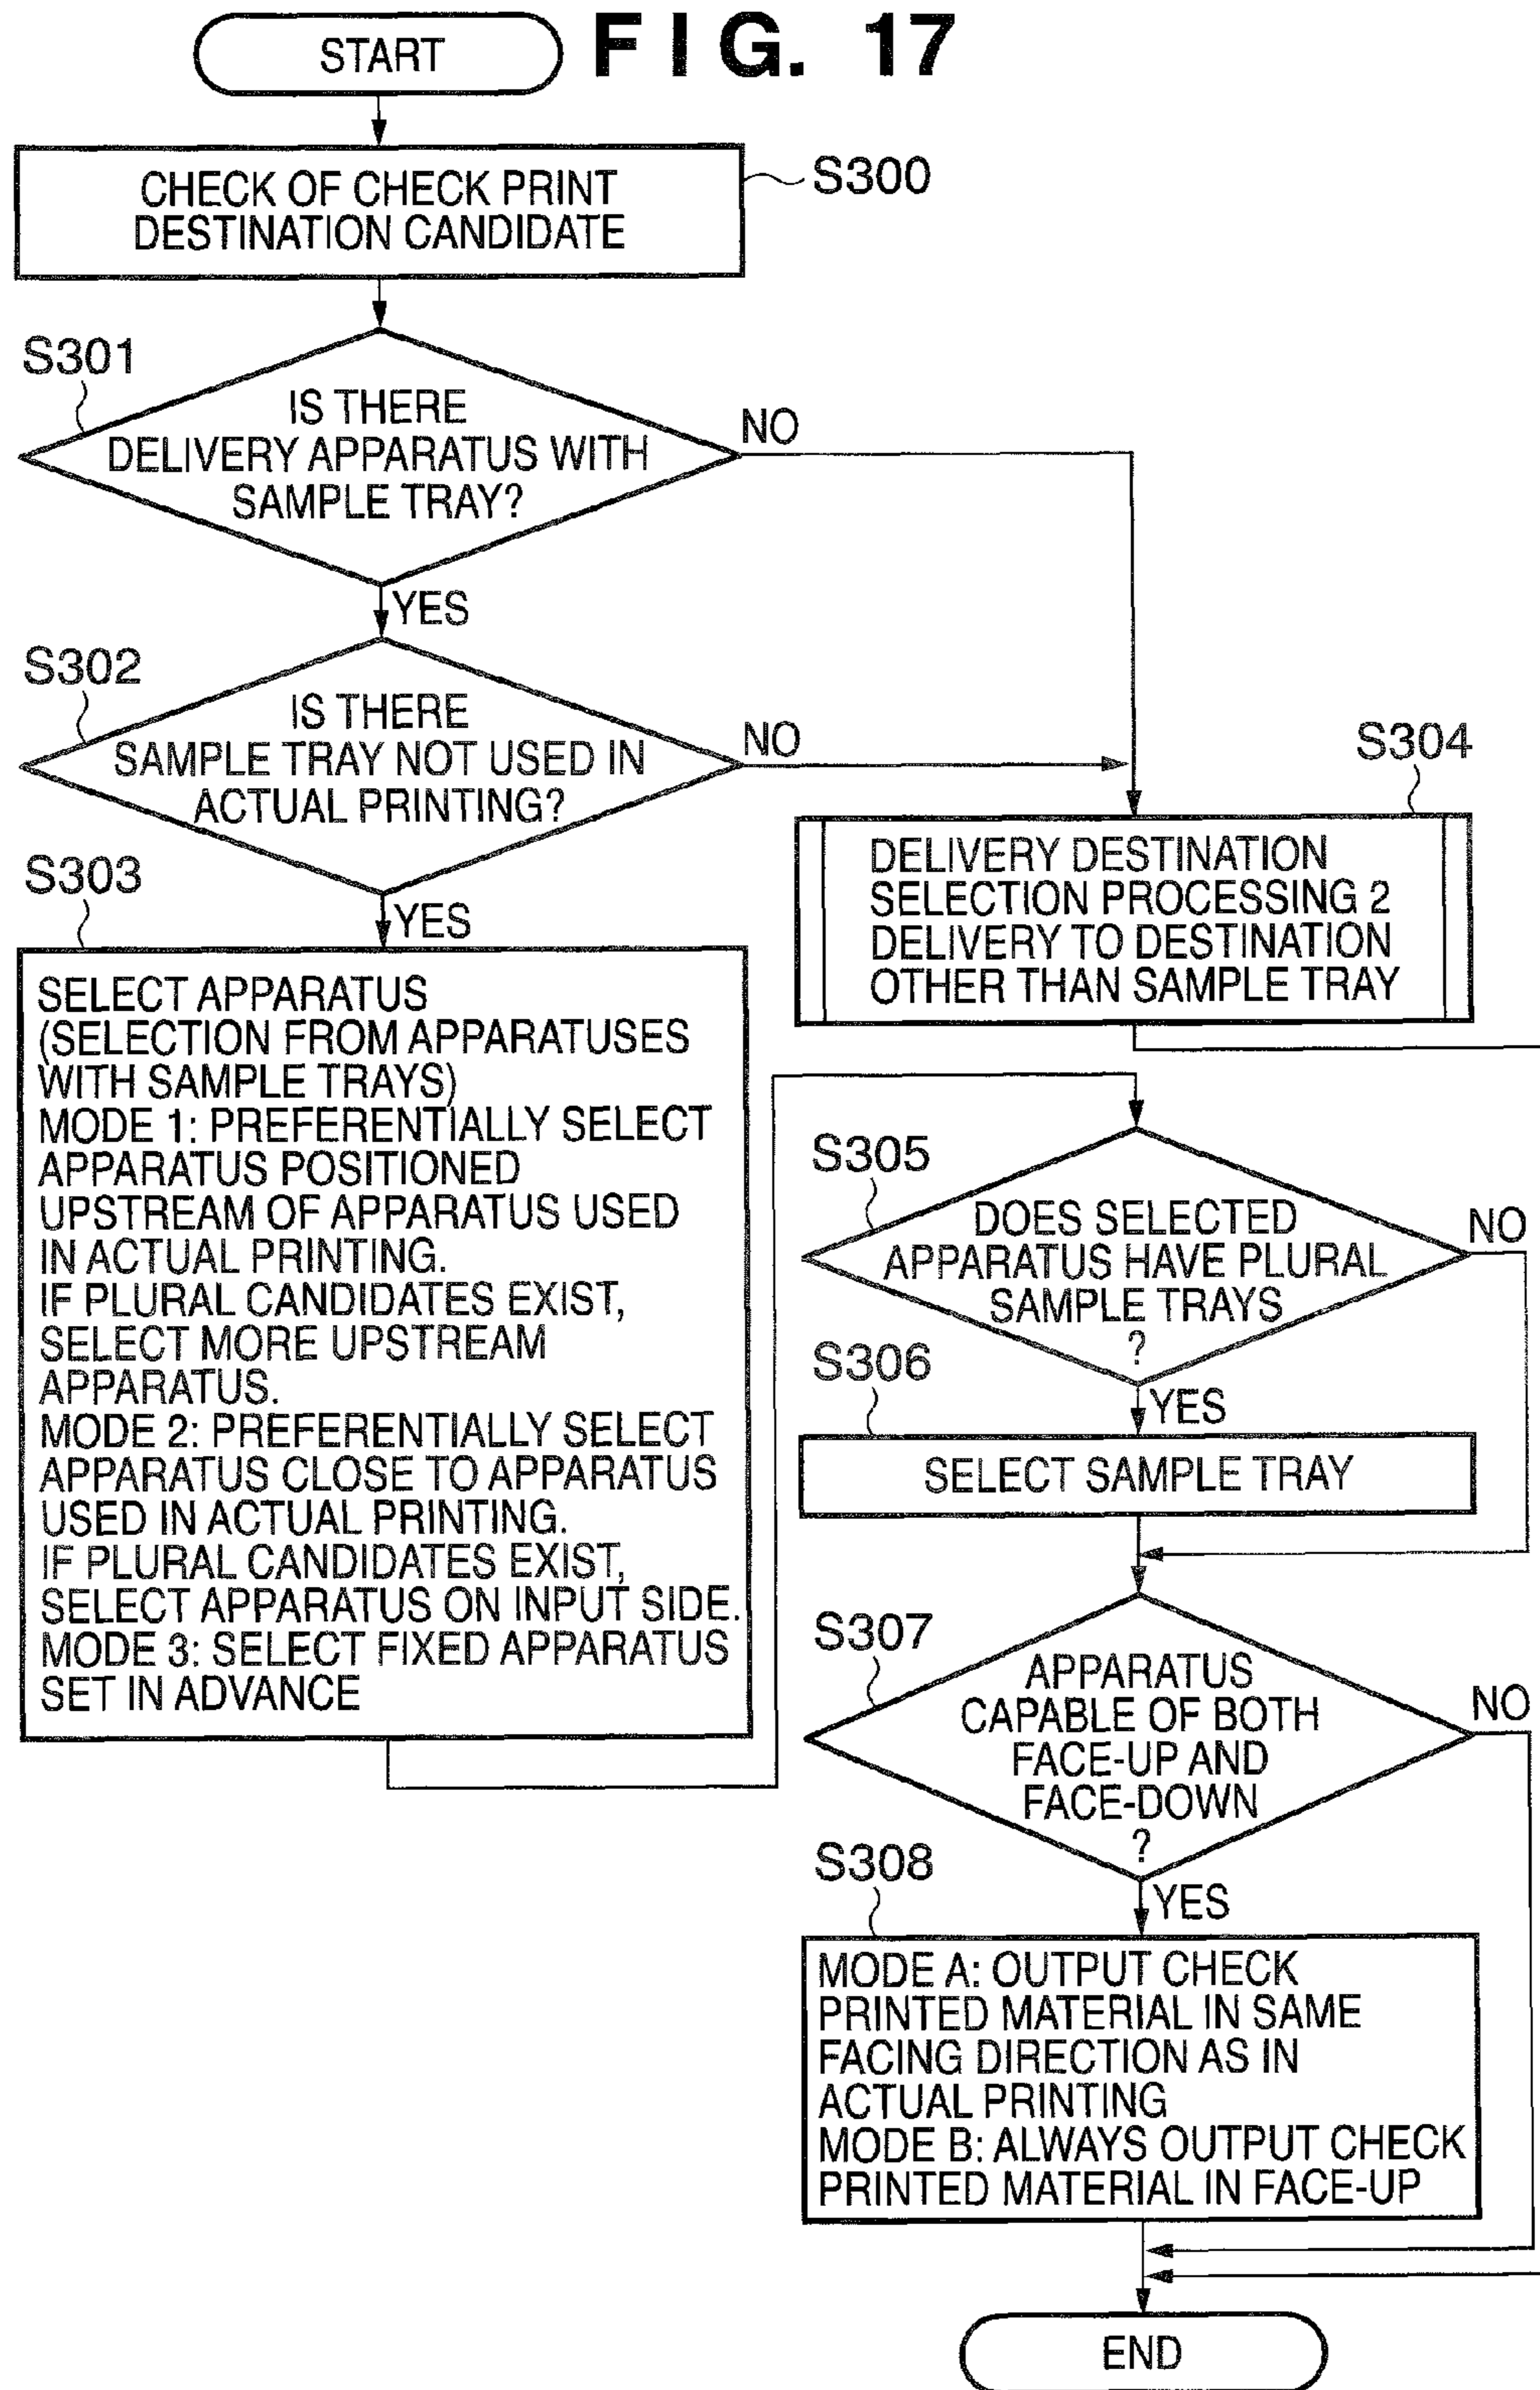 FIG. 17
START
CHECK OF CHECK PRINT
DESTINATION CANDIDATE
S300
S301
IS THERE
DELIVERY APPARATUS WITH
SAMPLE TRAY?
NO
YES
S302
IS THERE
SAMPLE TRAY NOT USED IN
ACTUAL PRINTING?
NO
YES
S303
SELECT APPARATUS
(SELECTION FROM APPARATUSES
WITH SAMPLE TRAYS)
MODE 1: PREFERENTIALLY SELECT
APPARATUS POSITIONED
UPSTREAM OF APPARATUS USED
IN ACTUAL PRINTING.
IF PLURAL CANDIDATES EXIST,
SELECT MORE UPSTREAM
APPARATUS.
MODE 2: PREFERENTIALLY SELECT
APPARATUS CLOSE TO APPARATUS
USED IN ACTUAL PRINTING.
IF PLURAL CANDIDATES EXIST,
SELECT APPARATUS ON INPUT SIDE.
MODE 3: SELECT FIXED APPARATUS
SET IN ADVANCE
S304
DELIVERY DESTINATION
SELECTION PROCESSING 2
DELIVERY TO DESTINATION
OTHER THAN SAMPLE TRAY
S305
DOES SELECTED
APPARATUS HAVE PLURAL
SAMPLE TRAYS
?
NO
YES
S306
SELECT SAMPLE TRAY
S307
APPARATUS
CAPABLE OF BOTH
FACE-UP AND
FACE-DOWN
?
NO
YES
S308
MODE A: OUTPUT CHECK
PRINTED MATERIAL IN SAME
FACING DIRECTION AS IN
ACTUAL PRINTING
MODE B: ALWAYS OUTPUT CHECK
PRINTED MATERIAL IN FACE-UP
END